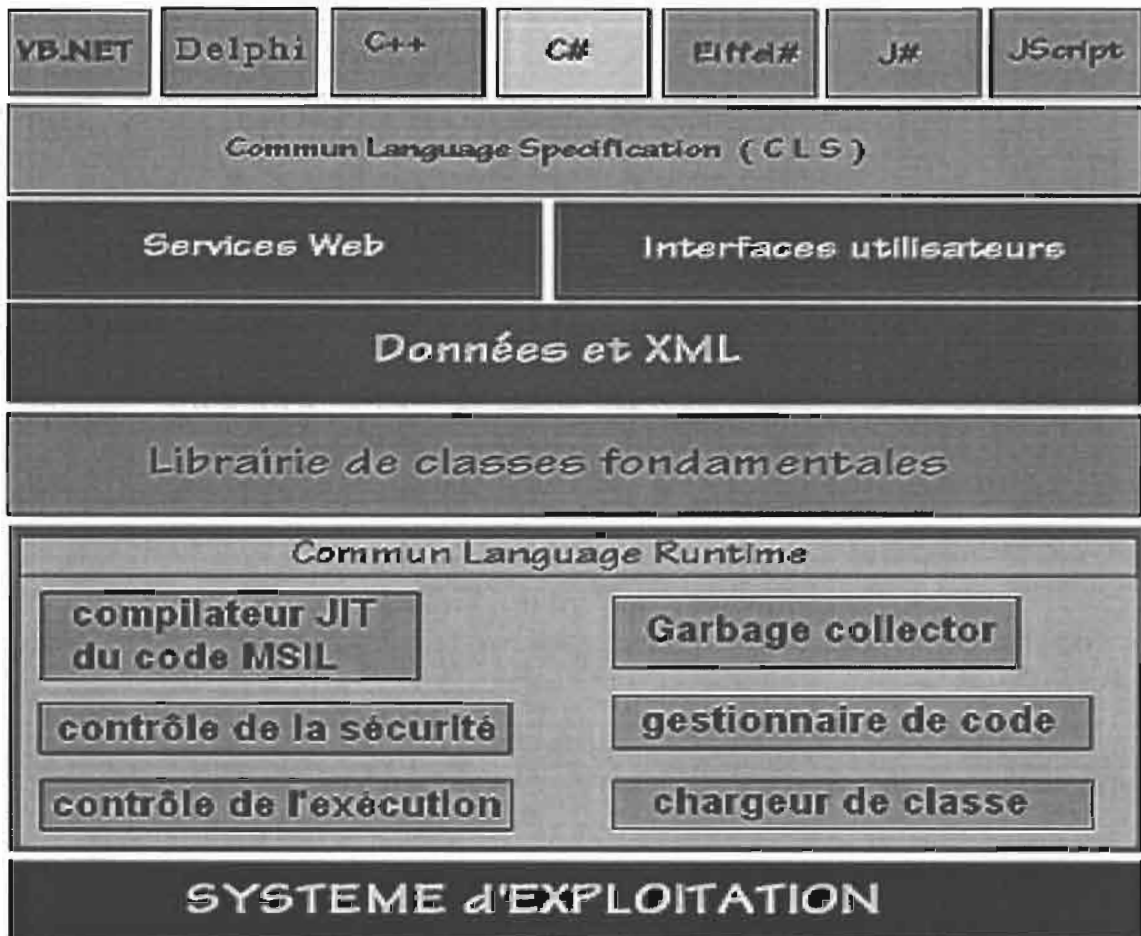 VB.NET Delphi C++ C# Eiffel# J# JScript
Commun Language Specification ( C L S )
Services Web Interfaces utilisateurs
Données et XML
Librairie de classes fondamentales
Commun Language Runtime
compilateur JIT
du code MSIL
Garbage collector
contrôle de la sécurité gestionnaire de code
contrôle de l'exécution chargeur de classe
SYSTEME d'EXPLOITATION